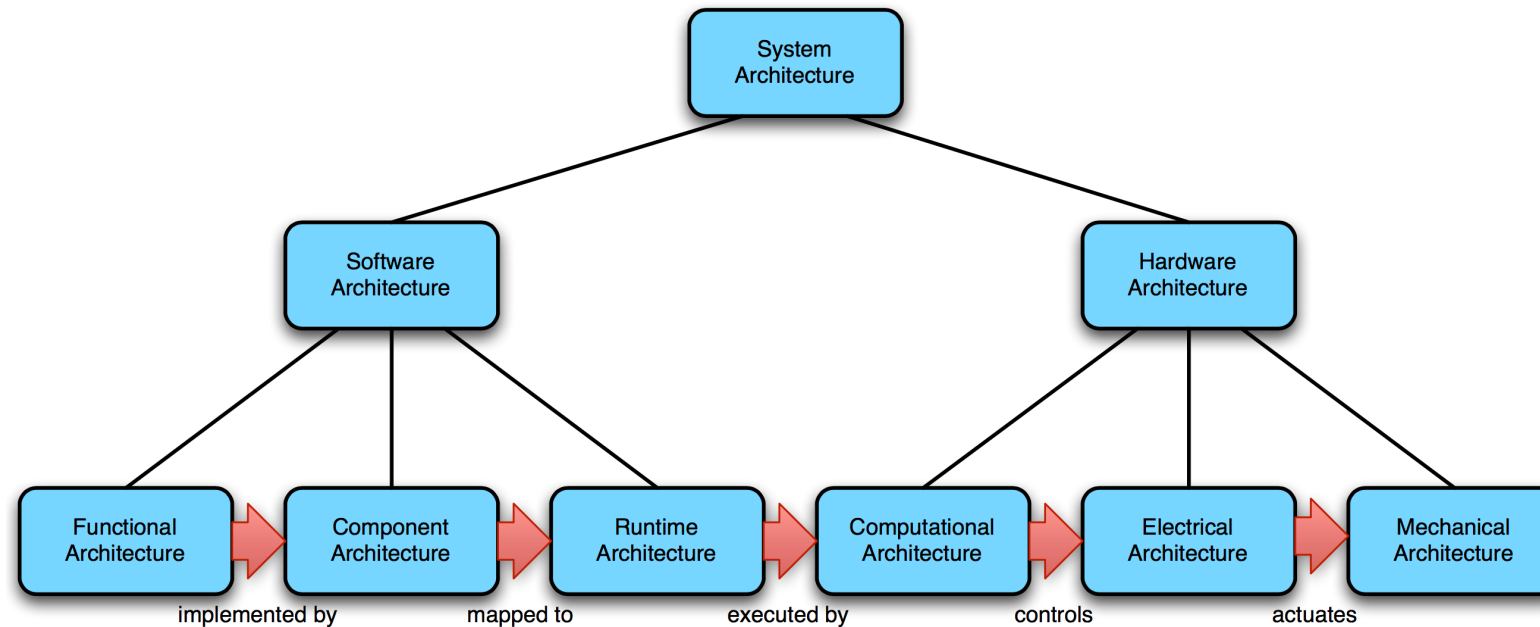 System
Architecture
Software
Architecture
Hardware
Architecture
Functional
Architecture
Component
Architecture
Runtime
Architecture
Computational
Architecture
Electrical
Architecture
Mechanical
Architecture
implemented by
mapped to
executed by
controls
actuates